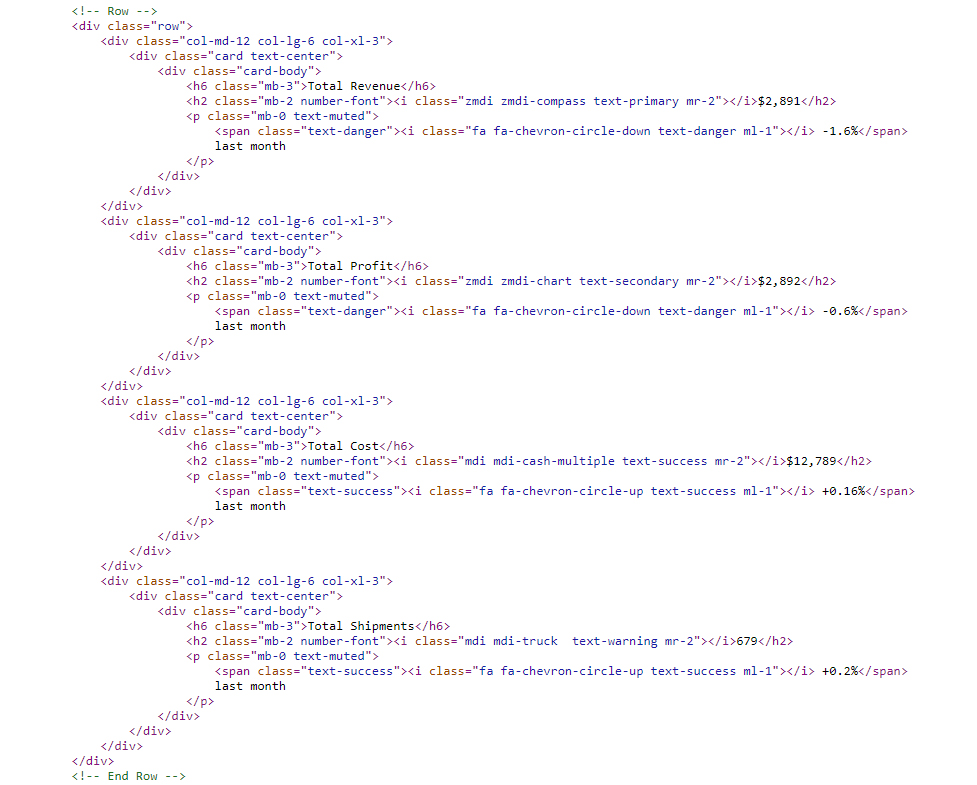 <!-- Row -->
<div class="row">
<div class="col-md-12 col-lg-6 col-xl-3">
<div class="card text-center">
<div class="card-body">
<h6 class="mb-3">Total Revenue</h6>
<h2 class="mb-2 number-font"><i class="zmdi zmdi-compass text-primary mr-2"></i>$2,891</h2>
<p class="mb-0 text-muted">
<span class="text-danger"><i class="fa fa-chevron-circle-down text-danger ml-1"></i> -1.6%</span>
last month
</p>
</div>
</div>
</div>
<div class="col-md-12 col-lg-6 col-xl-3">
<div class="card text-center">
<div class="card-body">
<h6 class="mb-3">Total Profit</h6>
<h2 class="mb-2 number-font"><i class="zmdi zmdi-chart text-secondary mr-2"></i>$2,892</h2>
<p class="mb-0 text-muted">
<span class="text-danger"><i class="fa fa-chevron-circle-down text-danger ml-1"></i> -0.6%</span>
last month
</p>
</div>
</div>
</div>
<div class="col-md-12 col-lg-6 col-xl-3">
<div class="card text-center">
<div class="card-body">
<h6 class="mb-3">Total Cost</h6>
<h2 class="mb-2 number-font"><i class="mdi mdi-cash-multiple text-success mr-2"></i>$12,789</h2>
<p class="mb-0 text-muted">
<span class="text-success"><i class="fa fa-chevron-circle-up text-success ml-1"></i> +0.16%</span>
last month
</p>
</div>
</div>
</div>
<div class="col-md-12 col-lg-6 col-xl-3">
<div class="card text-center">
<div class="card-body">
<h6 class="mb-3">Total Shipments</h6>
<h2 class="mb-2 number-font"><i class="mdi mdi-truck  text-warning mr-2"></i>679</h2>
<p class="mb-0 text-muted">
<span class="text-success"><i class="fa fa-chevron-circle-up text-success ml-1"></i> +0.2%</span>
last month
</p>
</div>
</div>
</div>
</div>
<!-- End Row -->